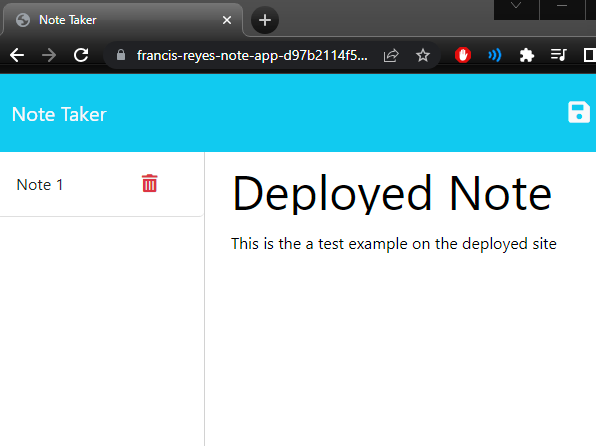 Note Taker
francis-reyes-note-app-d97b2114f5...
Note Taker
Note 1
Deployed Note
This is the a test example on the deployed site